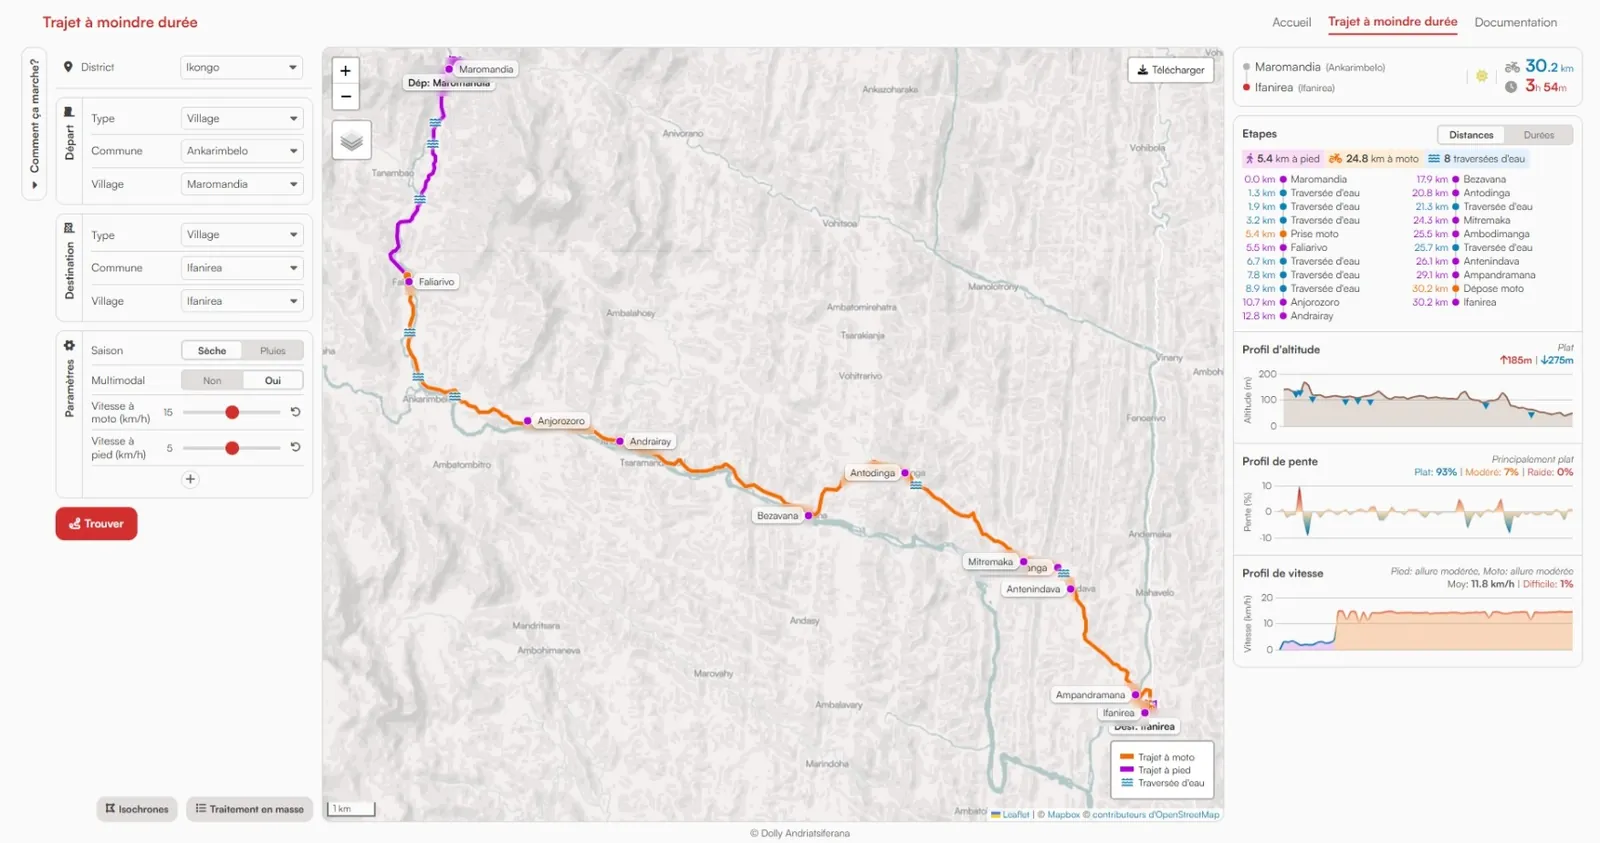 Trajet à moindre durée
Accueil
Trajet à moindre durée
Documentation
Comment ça marche?
District
Ikongo
Départ
Type
Village
Commune
Ankarimbelo
Village
Maromandia
Destination
Type
Village
Commune
Ifanirea
Village
Ifanirea
Paramètres
Saison
Sèche
Pluies
Multimodal
Non
Oui
Vitesse à
moto (km/h)
15
Vitesse à
pied (km/h)
5
+
Trouver
Isochrones
Traitement en masse
+
−
Télécharger
Maromandia
Dép: Maromandia
Ankazoharaka
Anivorano
Vohibola
Tanambao
Vohitsoa
Faliarivo
Manolotrony
Ambatomirehatra
Ambalahosy
Tsarakianja
Vinany
Vohitrarivo
Ankarimbe
Anjorozoro
Fanoarivo
Andrairay
Ambatombitro
Tsaramand
Antodinga
nga
Bezavana
Andemaka
Mitremaka
anga
Antenindava
dava
Mahavelo
Mandritsara
Andasy
Ambohimaneva
Marovahy
Ampandramana
Ambalavary
Ifanirea
Dest: Ifanirea
Marindoha
Trajet à moto
Trajet à pied
Traversée d'eau
1 km
Leaflet | © Mapbox © contributeurs d'OpenStreetMap
© Dolly Andriatsiferana
Maromandia (Ankarimbelo)
Ifanirea (Ifanirea)
30.2 km
3h 54m
Etapes
Distances
Durées
5.4 km à pied
24.8 km à moto
8 traversées d'eau
0.0 km Maromandia
1.3 km Traversée d'eau
1.9 km Traversée d'eau
3.2 km Traversée d'eau
5.4 km Prise moto
5.5 km Faliarivo
6.7 km Traversée d'eau
7.8 km Traversée d'eau
8.9 km Traversée d'eau
10.7 km Anjorozoro
12.8 km Andrairay
17.9 km Bezavana
20.8 km Antodinga
21.3 km Traversée d'eau
24.3 km Mitremaka
25.5 km Ambodimanga
25.7 km Traversée d'eau
26.1 km Antenindava
29.1 km Ampandramana
30.2 km Dépose moto
30.2 km Ifanirea
Profil d'altitude
Plat
↑185m | ↓275m
Altitude (m)
200
100
0
Profil de pente
Principalement plat
Plat: 93% | Modéré: 7% | Raide: 0%
Pente (%)
10
0
-10
Profil de vitesse
Pied: allure modérée, Moto: allure modérée
Moy: 11.8 km/h | Difficile: 1%
Vitesse (km/h)
20
10
0